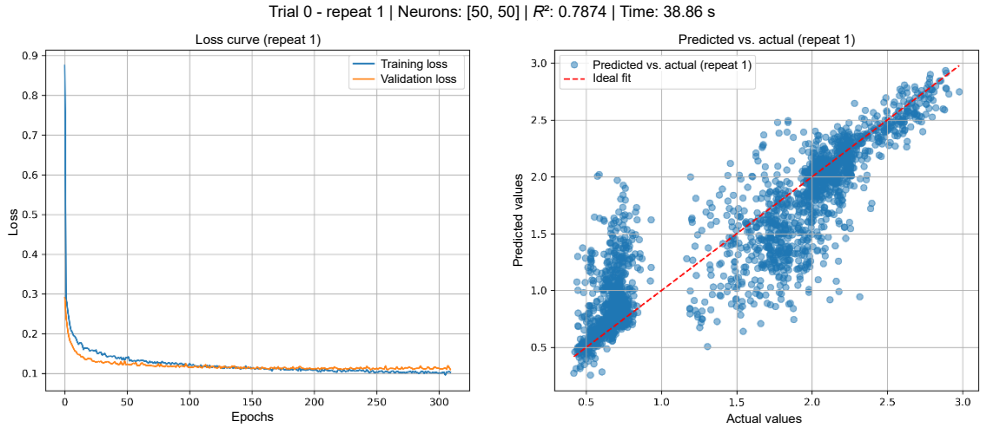 Trial 0 - repeat 1 | Neurons: [50, 50] | R²: 0.7874 | Time: 38.86 s
Loss curve (repeat 1)
Training loss
Validation loss
Loss
0.9
0.8
0.7
0.6
0.5
0.4
0.3
0.2
0.1
0
50
100
150
200
250
300
Epochs
Predicted vs. actual (repeat 1)
Predicted vs. actual (repeat 1)
Ideal fit
Predicted values
3.0
2.5
2.0
1.5
1.0
0.5
0.5
1.0
1.5
2.0
2.5
3.0
Actual values